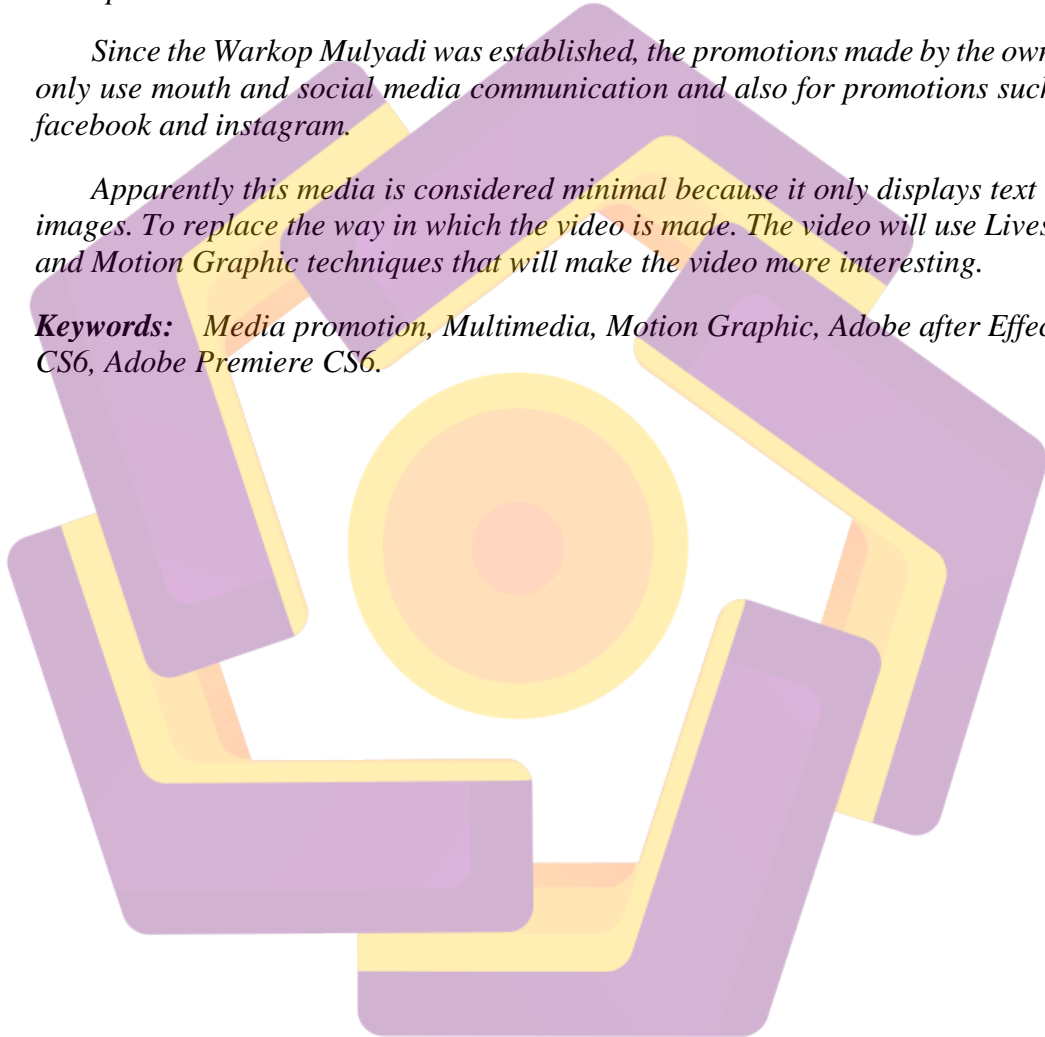 Since the Warkop Mulyadi was established, the promotions made by the own
only use mouth and social media communication and also for promotions such
facebook and instagram.
Apparently this media is considered minimal because it only displays text
images. To replace the way in which the video is made. The video will use Lives
and Motion Graphic techniques that will make the video more interesting.
Keywords: Media promotion, Multimedia, Motion Graphic, Adobe after Effec
CS6, Adobe Premiere CS6.